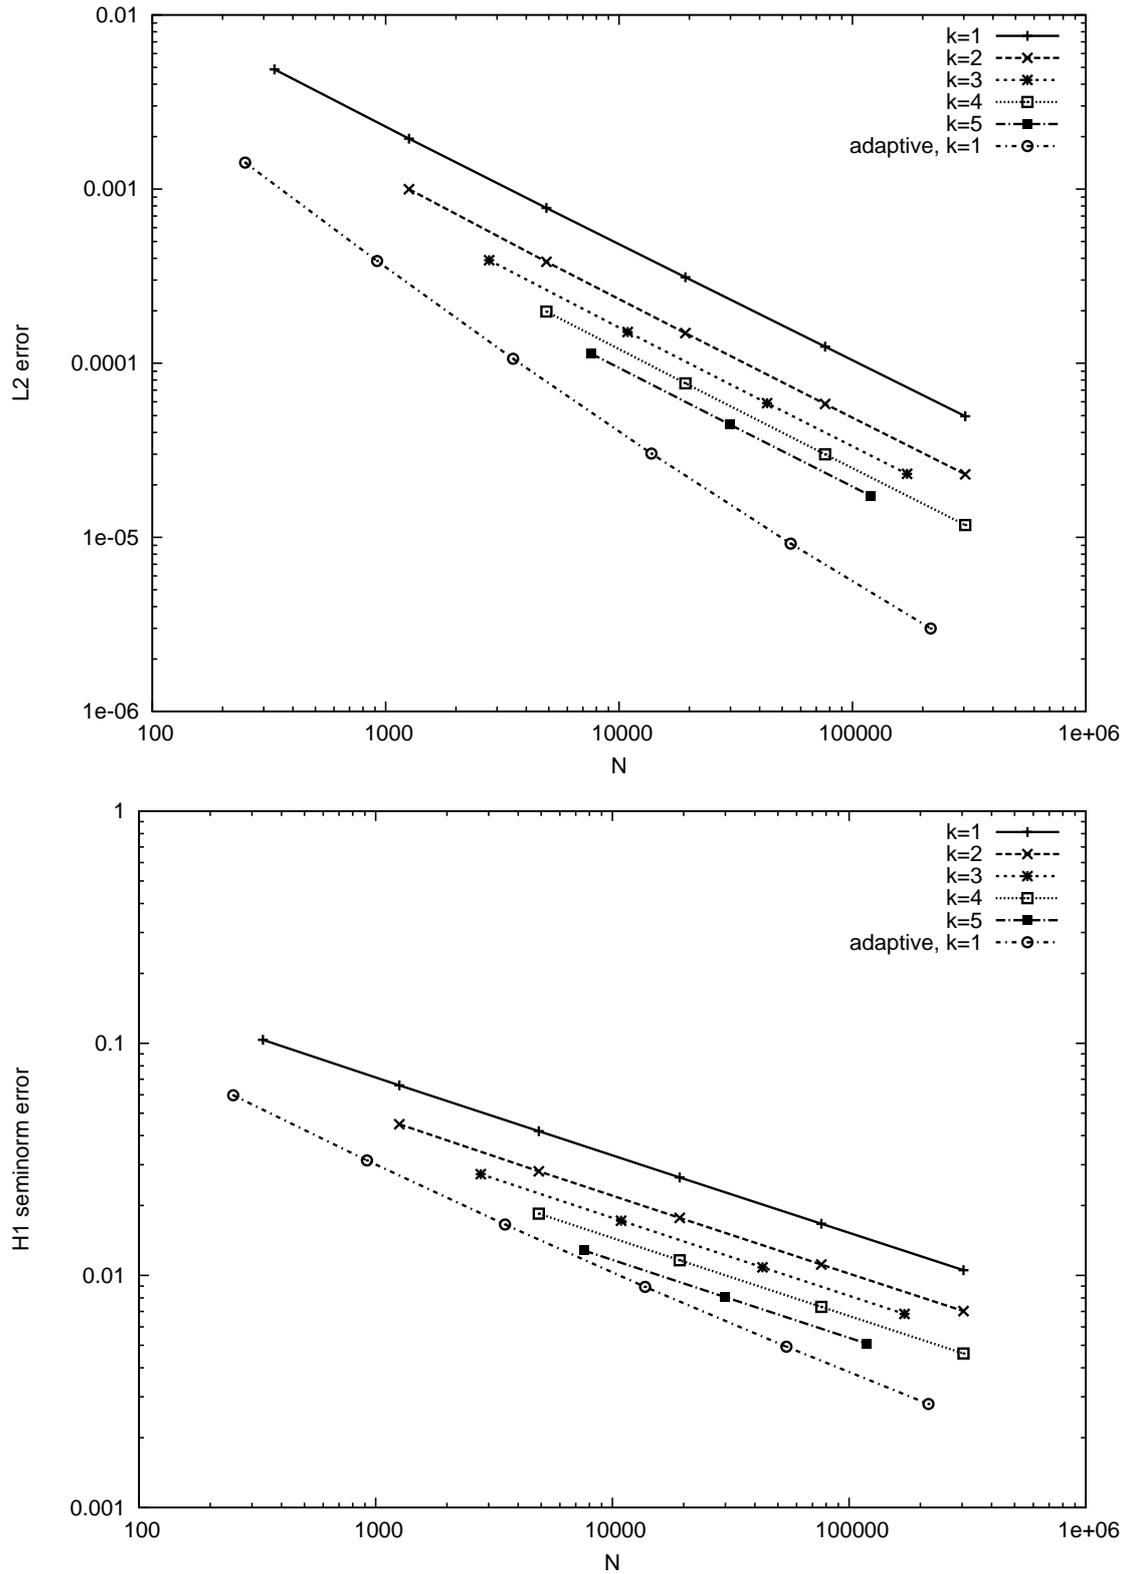 0.01
0.001
0.0001
1e-05
1e-06
100
1000
10000
100000
1e+06
L2 error
N
k=1
k=2
k=3
k=4
k=5
adaptive, k=1
1
0.1
0.01
0.001
100
1000
10000
100000
1e+06
H1 seminorm error
N
k=1
k=2
k=3
k=4
k=5
adaptive, k=1